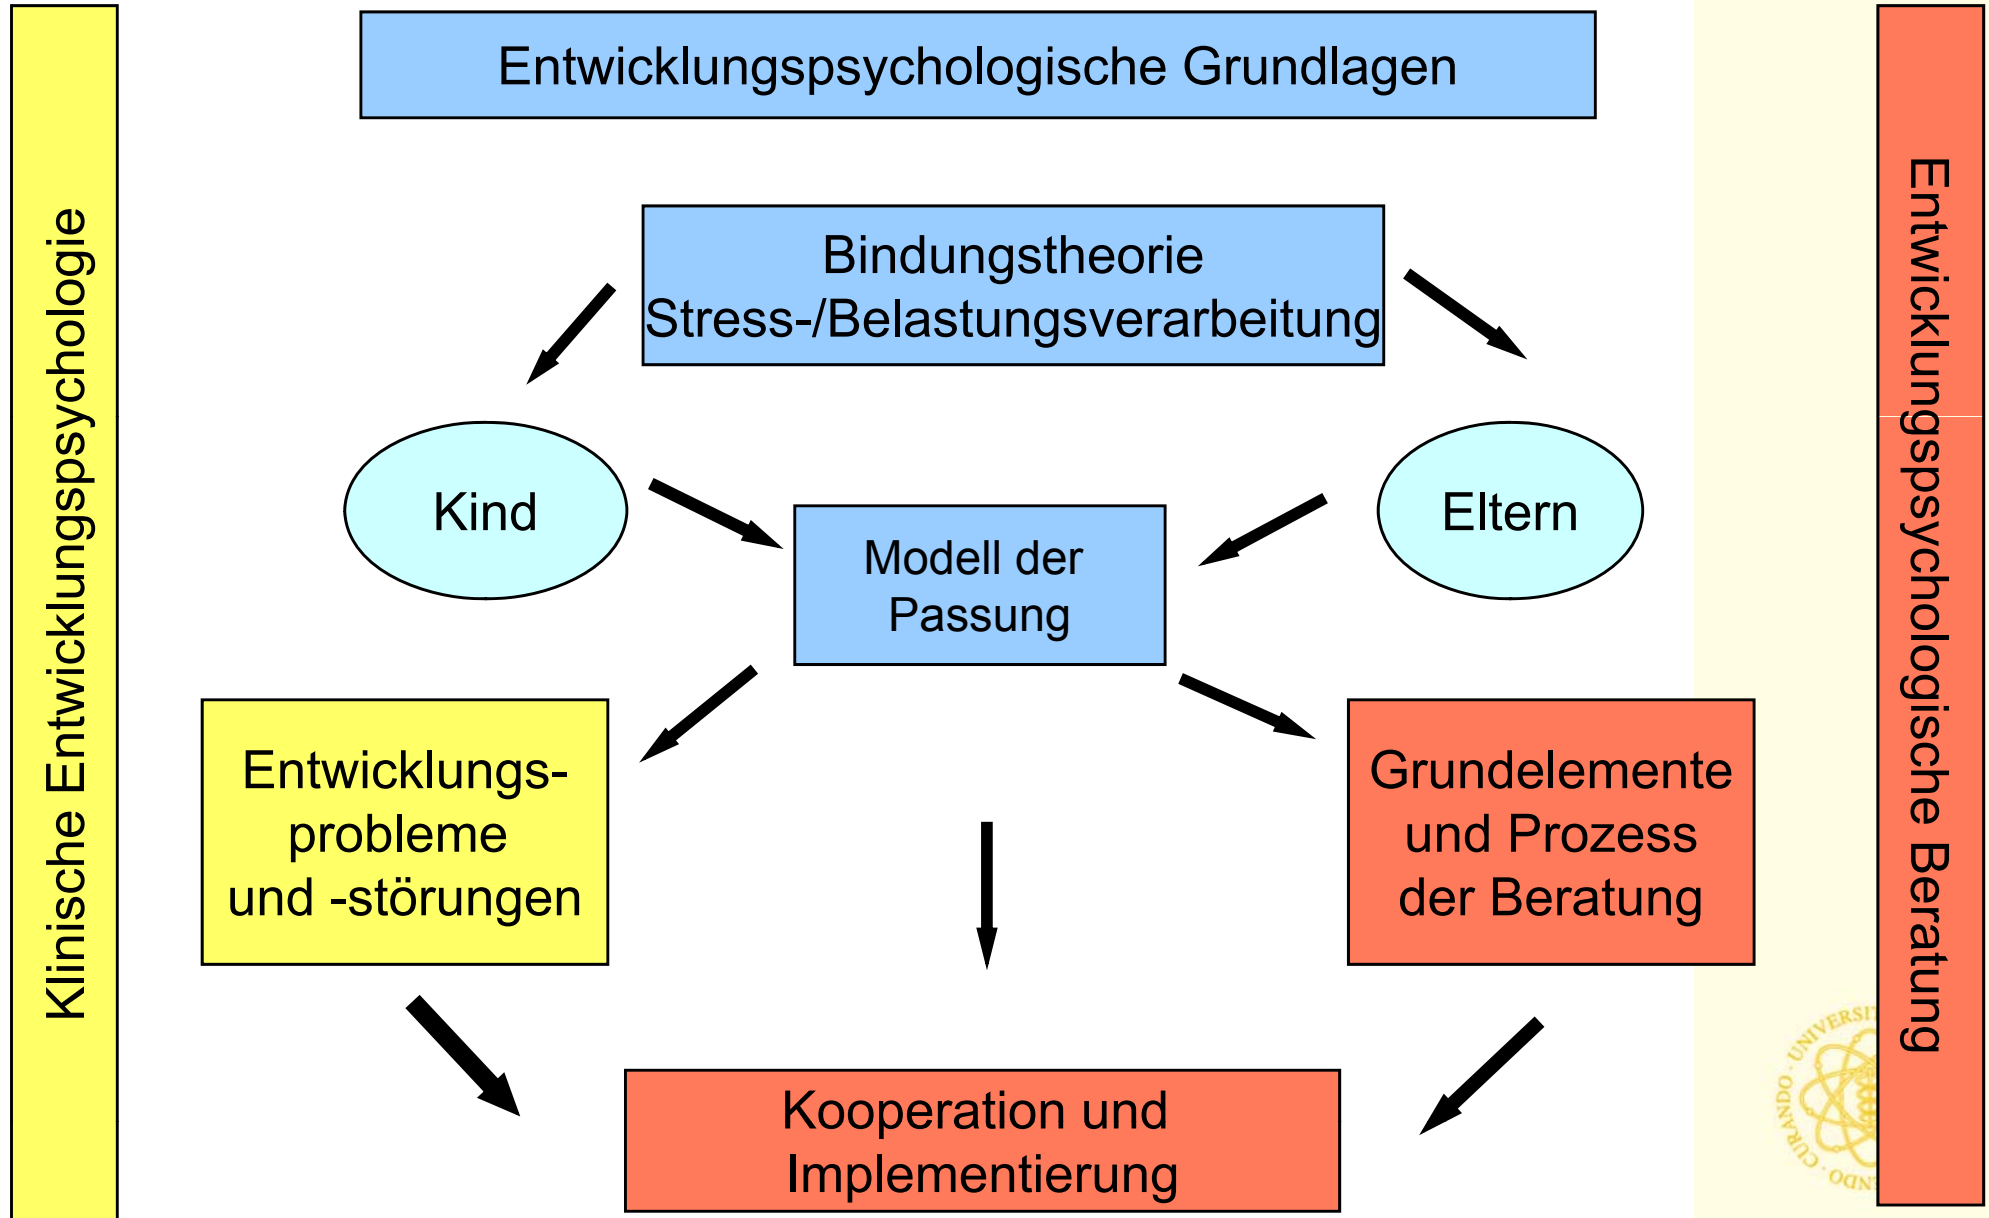 Entwicklungspsychologische Grundlagen
Klinische Entwicklungspsychologie
Entwicklungspsychologische Beratung
Bindungstheorie
Stress-/Belastungsverarbeitung
Kind
Eltern
Modell der
Passung
Entwicklungs-
probleme
und -störungen
Grundelemente
und Prozess
der Beratung
Kooperation und
Implementierung
CURANDO